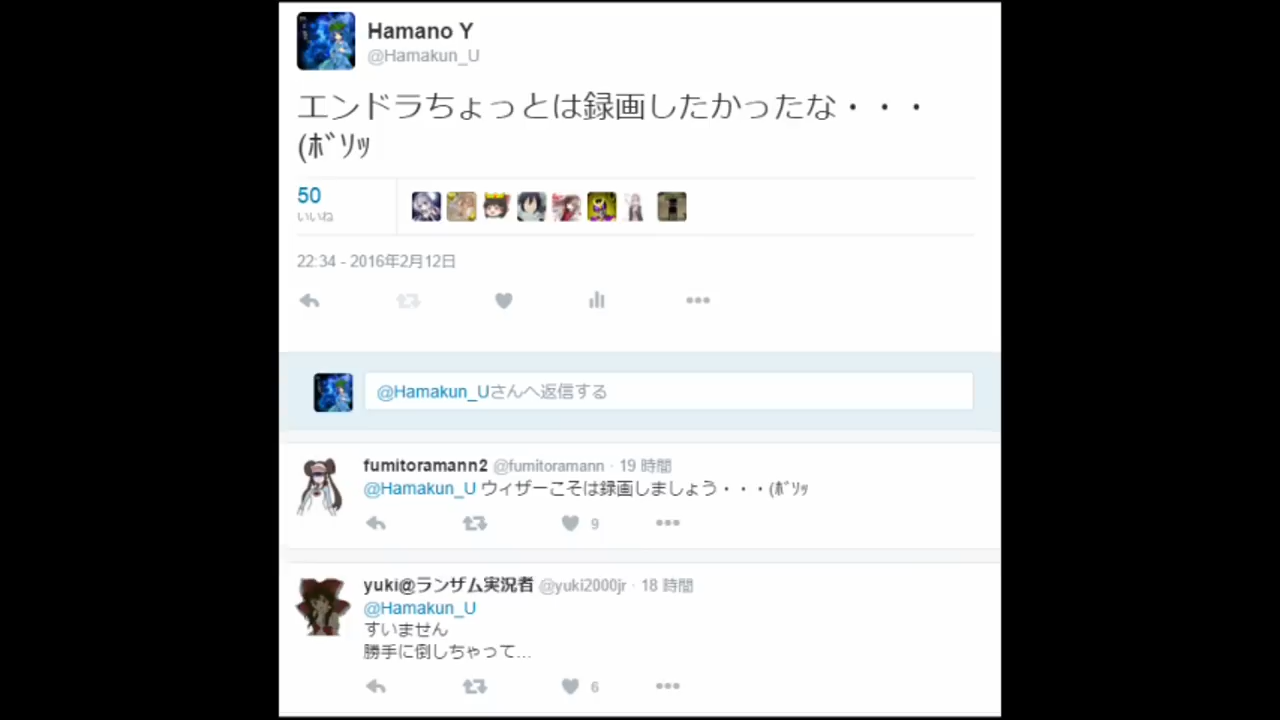 Hamano Y
@Hamakun_U
エンドラちょっとは録画したかったな・・・
(ﾎﾞｿｯ
50
いいね
22:34 - 2016年2月12日
@Hamakun_Uさんへ返信する
fumitoramann2 @fumitoramann · 19 時間
@Hamakun_U ウィザーこそは録画しましょう・・・(ﾎﾞｿｯ
9
yuki@ランザム実況者 @yuki2000jr · 18 時間
@Hamakun_U
すいません
勝手に倒しちゃって...
6